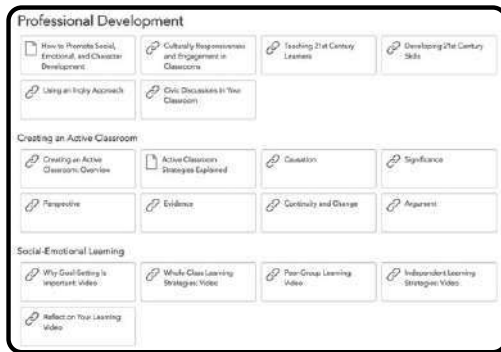 Professional Development
How to Promote Social,
Emotional, and Character
Development
Culturally Responsiveness
and Engagement in
Classrooms
Teaching 21st Century
Learners
Developing 21st Century
Skills
Using an Inqiry Approach
Civic Discussions in Your
Classroom
Creating an Active Classroom
Creating an Active
Classroom: Overview
Active Classroom
Strategies Explained
Causation
Significance
Perspective
Evidence
Continuity and Change
Argument
Social-Emotional Learning
Why Goal-Setting Is
Important: Video
Whole-Class Learning
Strategies: Video
Peer-Group Learning:
Video
Independent Learning
Strategies: Video
Reflect on Your Learning:
Video